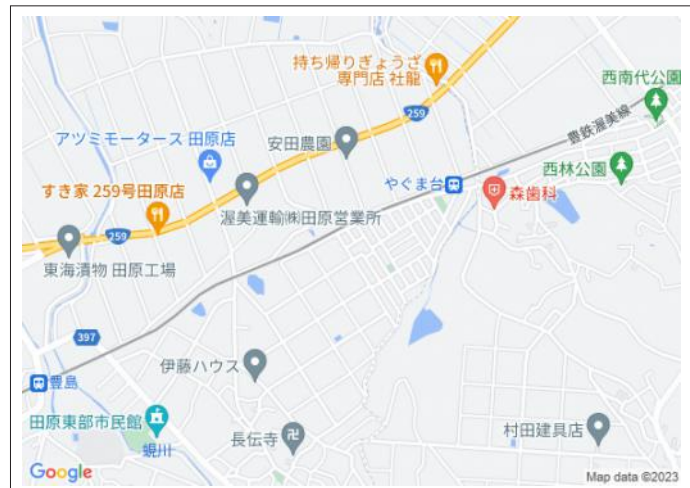 持ち帰りぎょうざ
専門店 社龍
西南代公園
259
豊鉄渥美線
アツミモータース 田原店
安田農園
やぐま台
西林公園
森歯科
すき家 259号田原店
渥美運輸㈱田原営業所
259
東海漬物 田原工場
397
伊藤ハウス
豊島
田原東部市民館
蜆川
長伝寺
村田建具店
Google
Map data ©2023